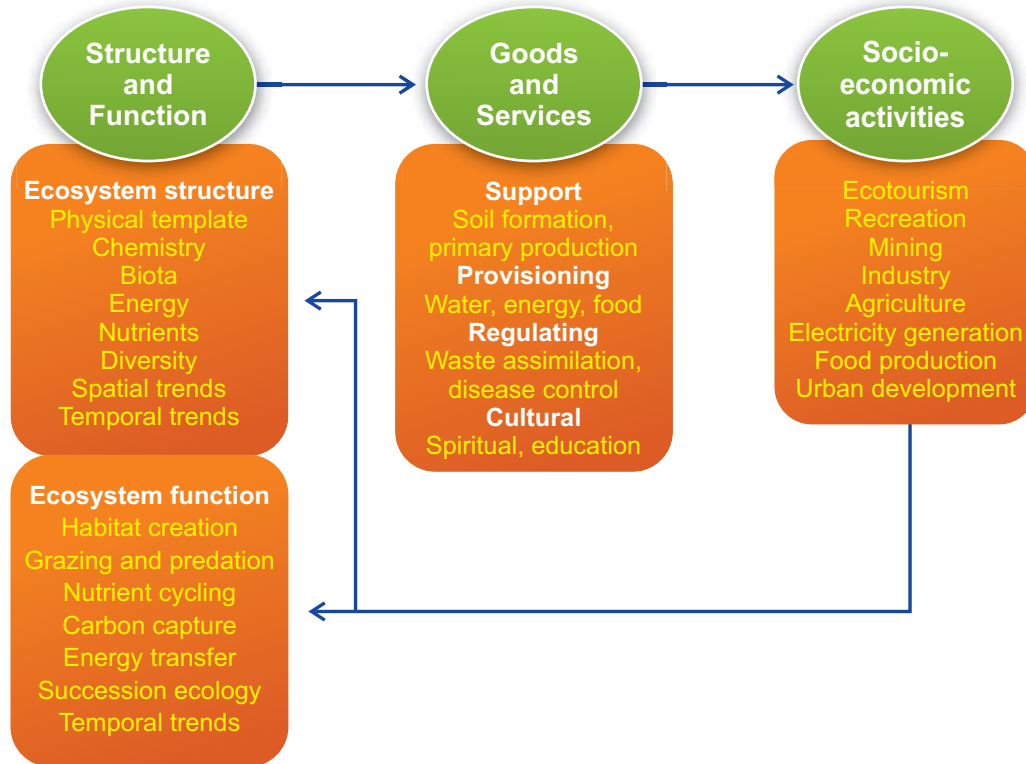 Structure
and
Function
Goods
and
Services
Socio-
economic
activities
Ecosystem structure
Physical template
Chemistry
Biota
Energy
Nutrients
Diversity
Spatial trends
Temporal trends
Ecosystem function
Habitat creation
Grazing and predation
Nutrient cycling
Carbon capture
Energy transfer
Succession ecology
Temporal trends
Support
Soil formation,
primary production
Provisioning
Water, energy, food
Regulating
Waste assimilation,
disease control
Cultural
Spiritual, education
Ecotourism
Recreation
Mining
Industry
Agriculture
Electricity generation
Food production
Urban development